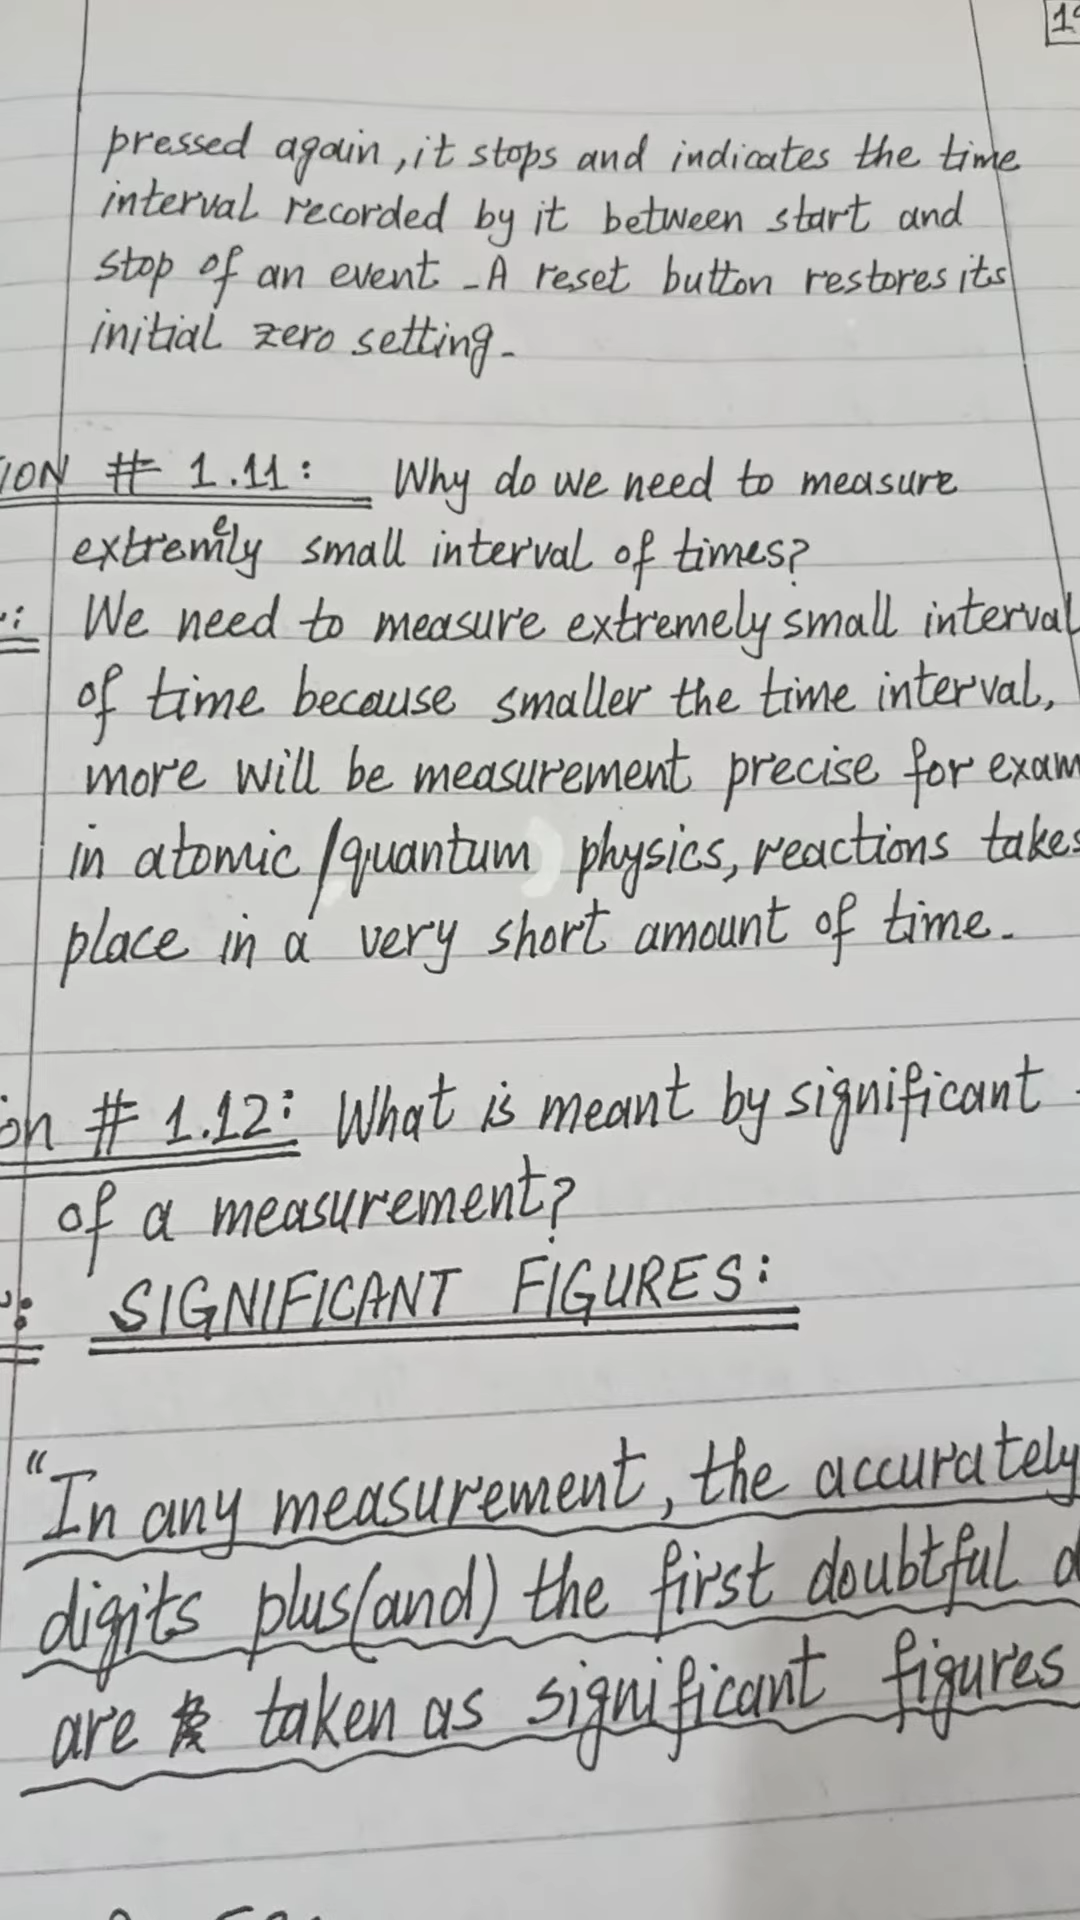 pressed again, it stops and indicates the time
interval recorded by it between start and
stop of an event - A reset button restores its
initial zero setting -
ION # 1.11: Why do we need to measure
extremely small interval of times?
We need to measure extremely small interval
of time because smaller the time interval,
more will be measurement precise for exam
in atomic /quantum physics, reactions takes
place in a very short amount of time -
on # 1.12: What is meant by significant
of a measurement?
SIGNIFICANT FIGURES:
"In any measurement, the accurately
digits plus(and) the first doubtful d
are taken as significant figures